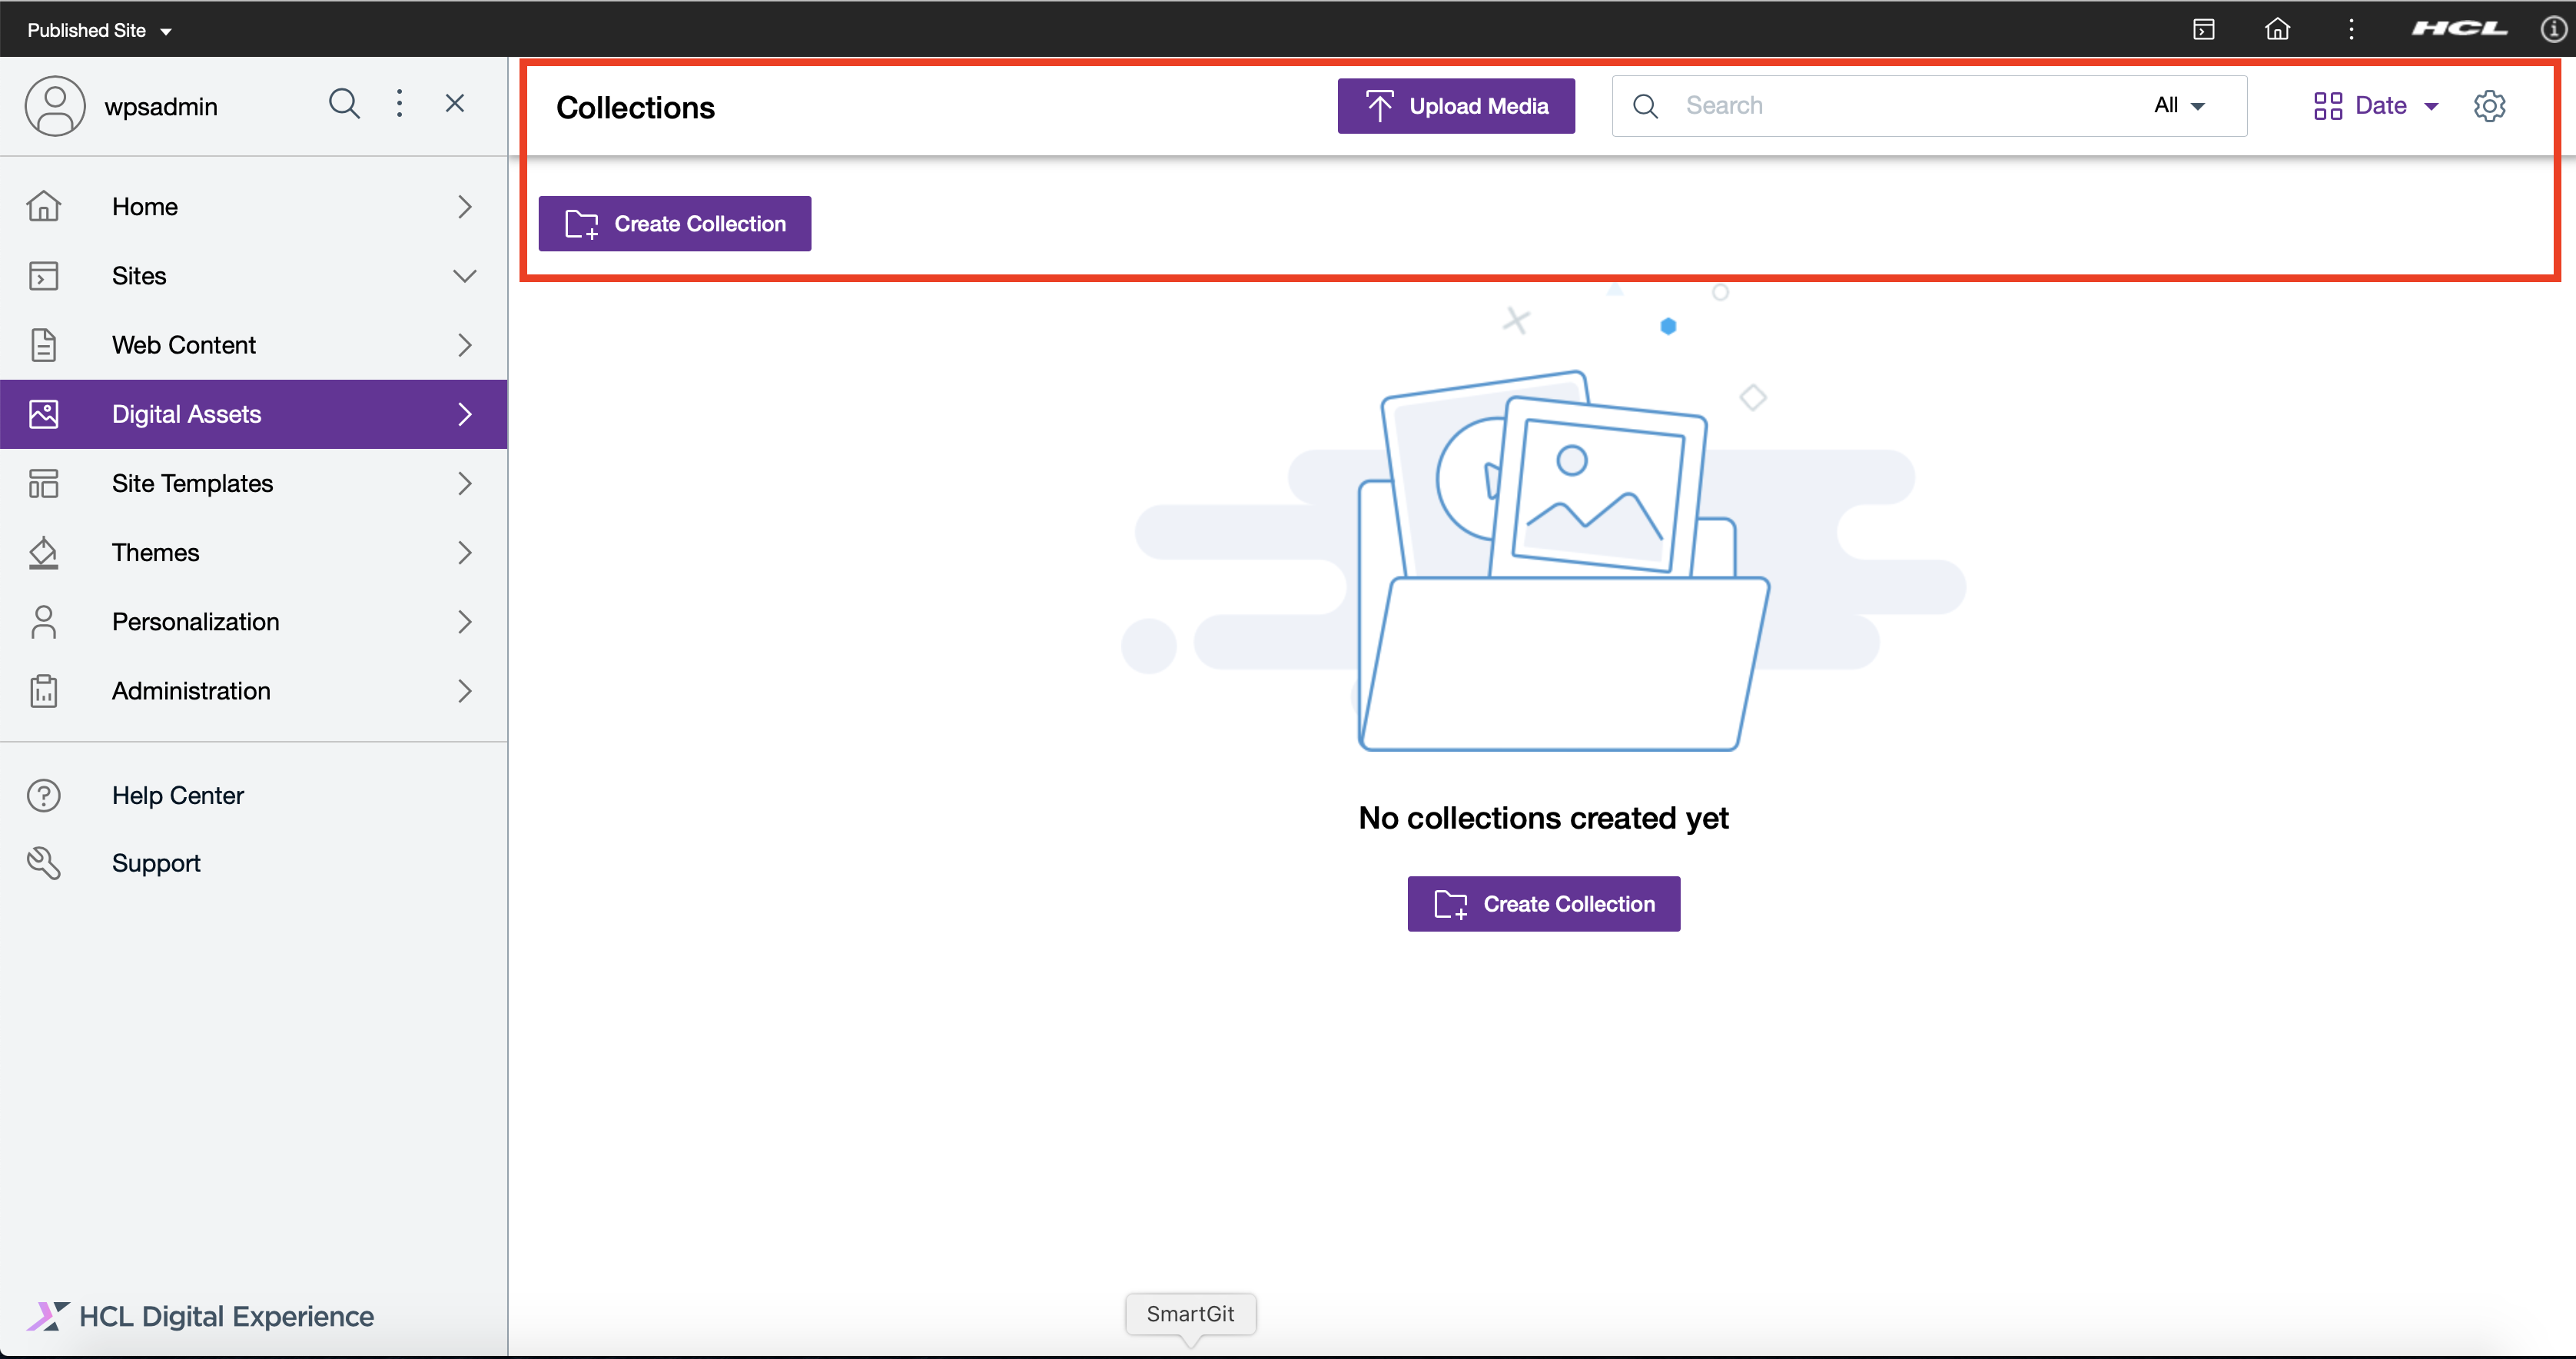 Published Site
HCL
wpsadmin
Collections
Upload Media
Search
All
Date
Home
Create Collection
Sites
Web Content
Digital Assets
Site Templates
Themes
Personalization
Administration
Help Center
Support
No collections created yet
Create Collection
HCL Digital Experience
SmartGit